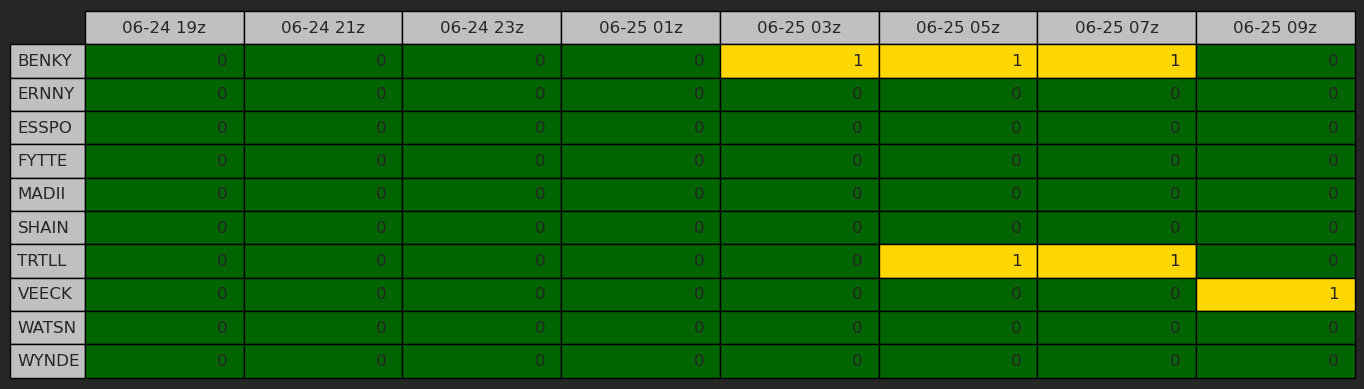 06-24 19z 06-24 21z 06-24 23z 06-25 01z 06-25 03z 06-25 05z 06-25 07z 06-25 09z
BENKY 0 0 0 0 1 1 1 0
ERNNY 0 0 0 0 0 0 0 0
ESSPO 0 0 0 0 0 0 0 0
FYTTE 0 0 0 0 0 0 0 0
MADII 0 0 0 0 0 0 0 0
SHAIN 0 0 0 0 0 0 0 0
TRTLL 0 0 0 0 0 1 1 0
VEECK 0 0 0 0 0 0 0 1
WATSN 0 0 0 0 0 0 0 0
WYNDE 0 0 0 0 0 0 0 0